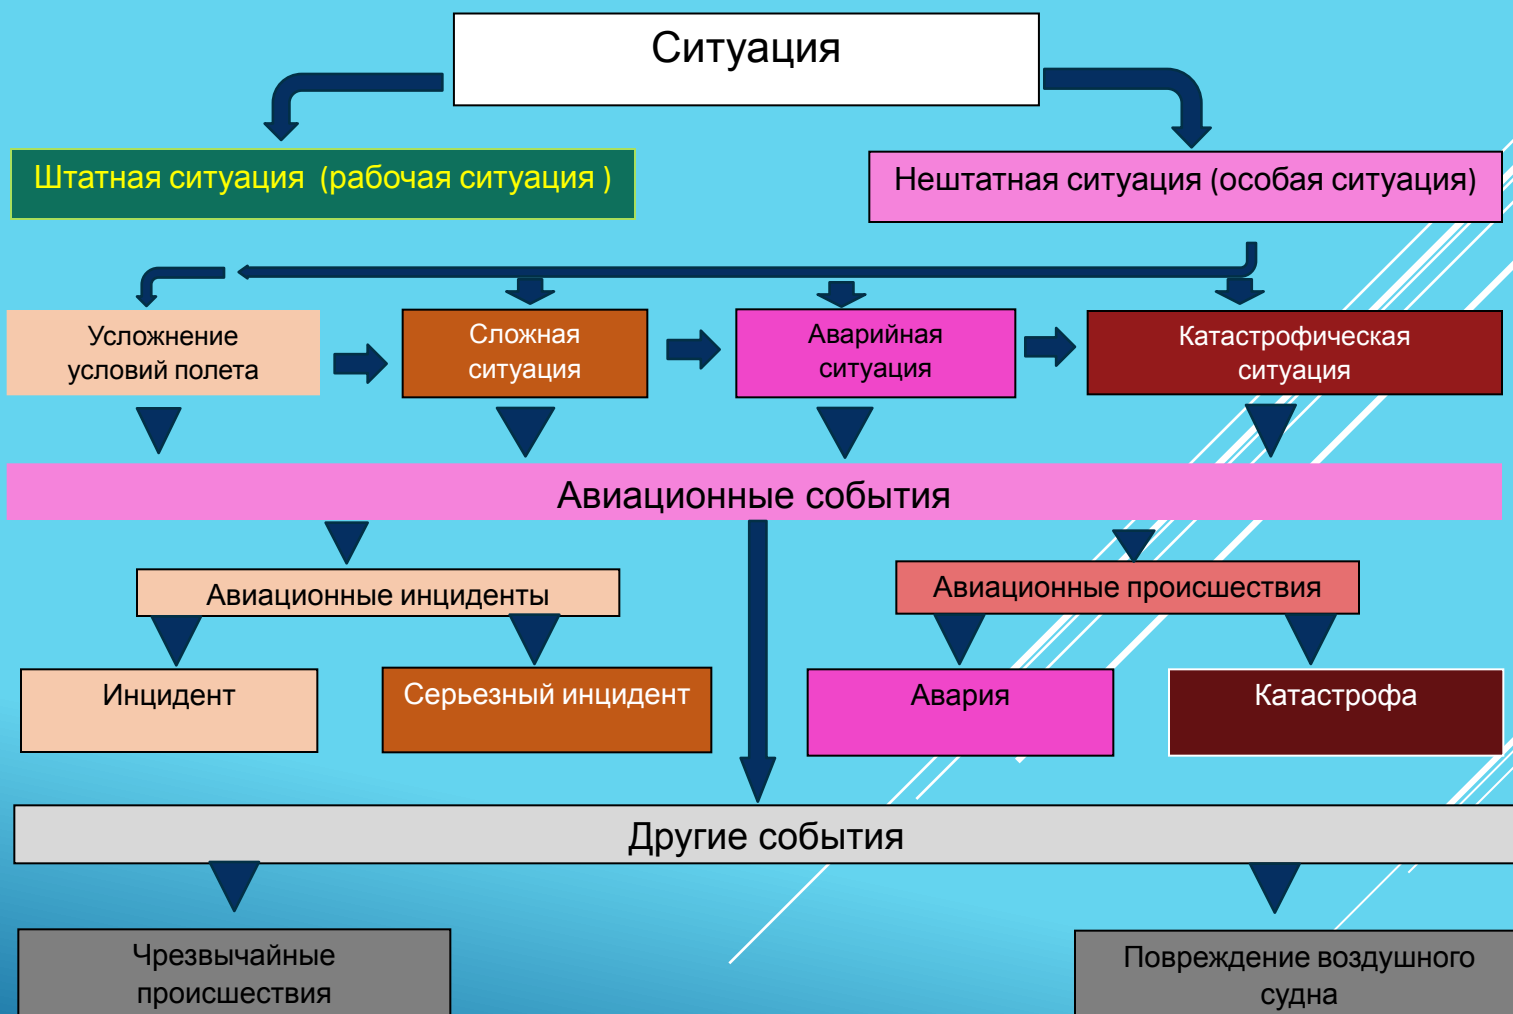 Ситуация
Штатная ситуация (рабочая ситуация )
Нештатная ситуация (особая ситуация)
Усложнение
условий полета
Сложная
ситуация
Аварийная
ситуация
Катастрофическая
ситуация
Авиационные события
Авиационные инциденты
Авиационные происшествия
Инцидент
Серьезный инцидент
Авария
Катастрофа
Другие события
Чрезвычайные
происшествия
Повреждение воздушного
судна